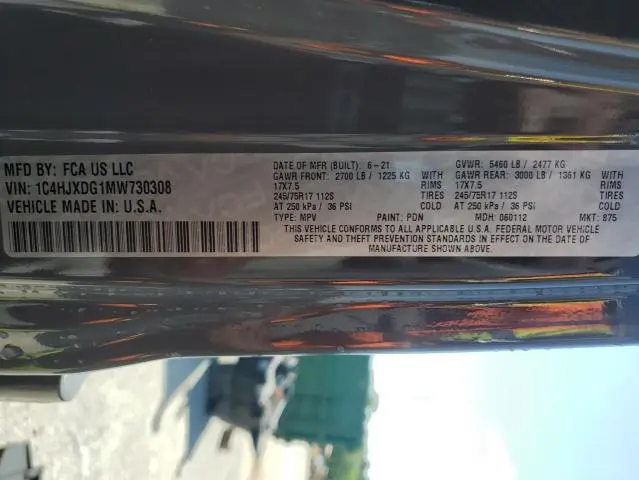 MFD BY: FCA US LLC
VIN: 1C4HJXDG1MW730308
VEHICLE MADE IN: U.S.A.
DATE OF MFR (BUILT): 6-21
GAWR FRONT: 2700 LB / 1225 KG WITH
17X7.5 RIMS
245/75R17 112S TIRES
AT 250 kPa / 36 PSI COLD
GVWR: 5460 LB / 2477 KG
GAWR REAR: 3000 LB / 1361 KG WITH
17X7.5 RIMS
245/75R17 112S TIRES
AT 250 kPa / 36 PSI COLD
TYPE: MPV PAINT: PDN MDH: 060112 MKT: 875
THIS VEHICLE CONFORMS TO ALL APPLICABLE U.S.A. FEDERAL MOTOR VEHICLE
SAFETY AND THEFT PREVENTION STANDARDS IN EFFECT ON THE DATE OF
MANUFACTURE SHOWN ABOVE.